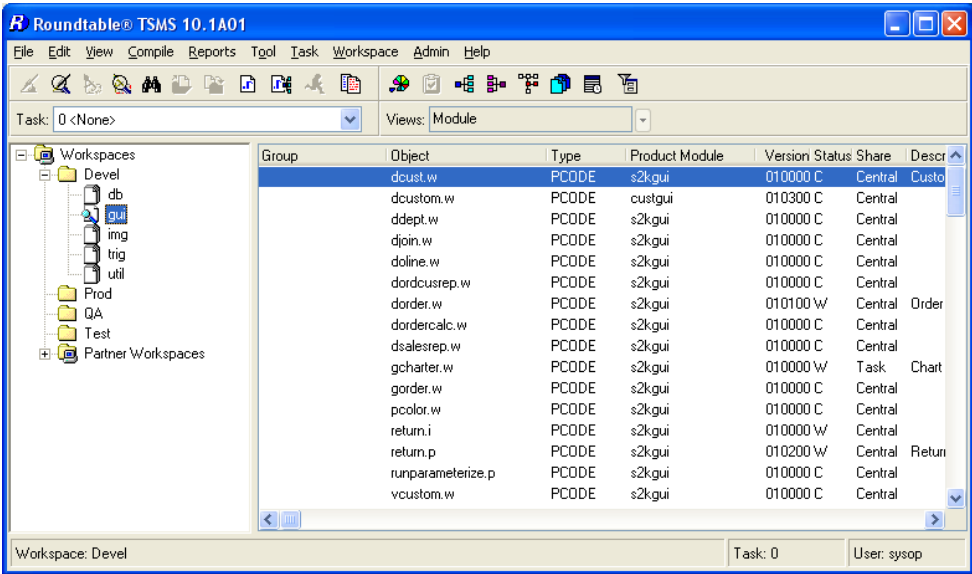 Roundtable® TSMS 10.1A01
File Edit View Compile Reports Tool Task Workspace Admin Help
Task: 0 <None> Views: Module
Workspaces
Devel
db
gui
img
trig
util
Prod
QA
Test
Partner Workspaces
Group Object Type Product Module Version Status Share Descr
dcust.w PCODE s2kgui 010000 C Central Custo
dcustom.w PCODE custgui 010300 C Central
ddept.w PCODE s2kgui 010000 C Central
djoin.w PCODE s2kgui 010000 C Central
doline.w PCODE s2kgui 010000 C Central
dordcusrep.w PCODE s2kgui 010000 C Central
dorder.w PCODE s2kgui 010100 W Central Order
dordercalc.w PCODE s2kgui 010000 C Central
dsalesrep.w PCODE s2kgui 010000 C Central
gcharter.w PCODE s2kgui 010000 W Task Chart
gorder.w PCODE s2kgui 010000 C Central
pcolor.w PCODE s2kgui 010000 C Central
return.i PCODE s2kgui 010000 W Central
return.p PCODE s2kgui 010200 W Central Return
runparameterize.p PCODE s2kgui 010000 C Central
vcustom.w PCODE s2kgui 010000 C Central
Workspace: Devel Task: 0 User: sysop